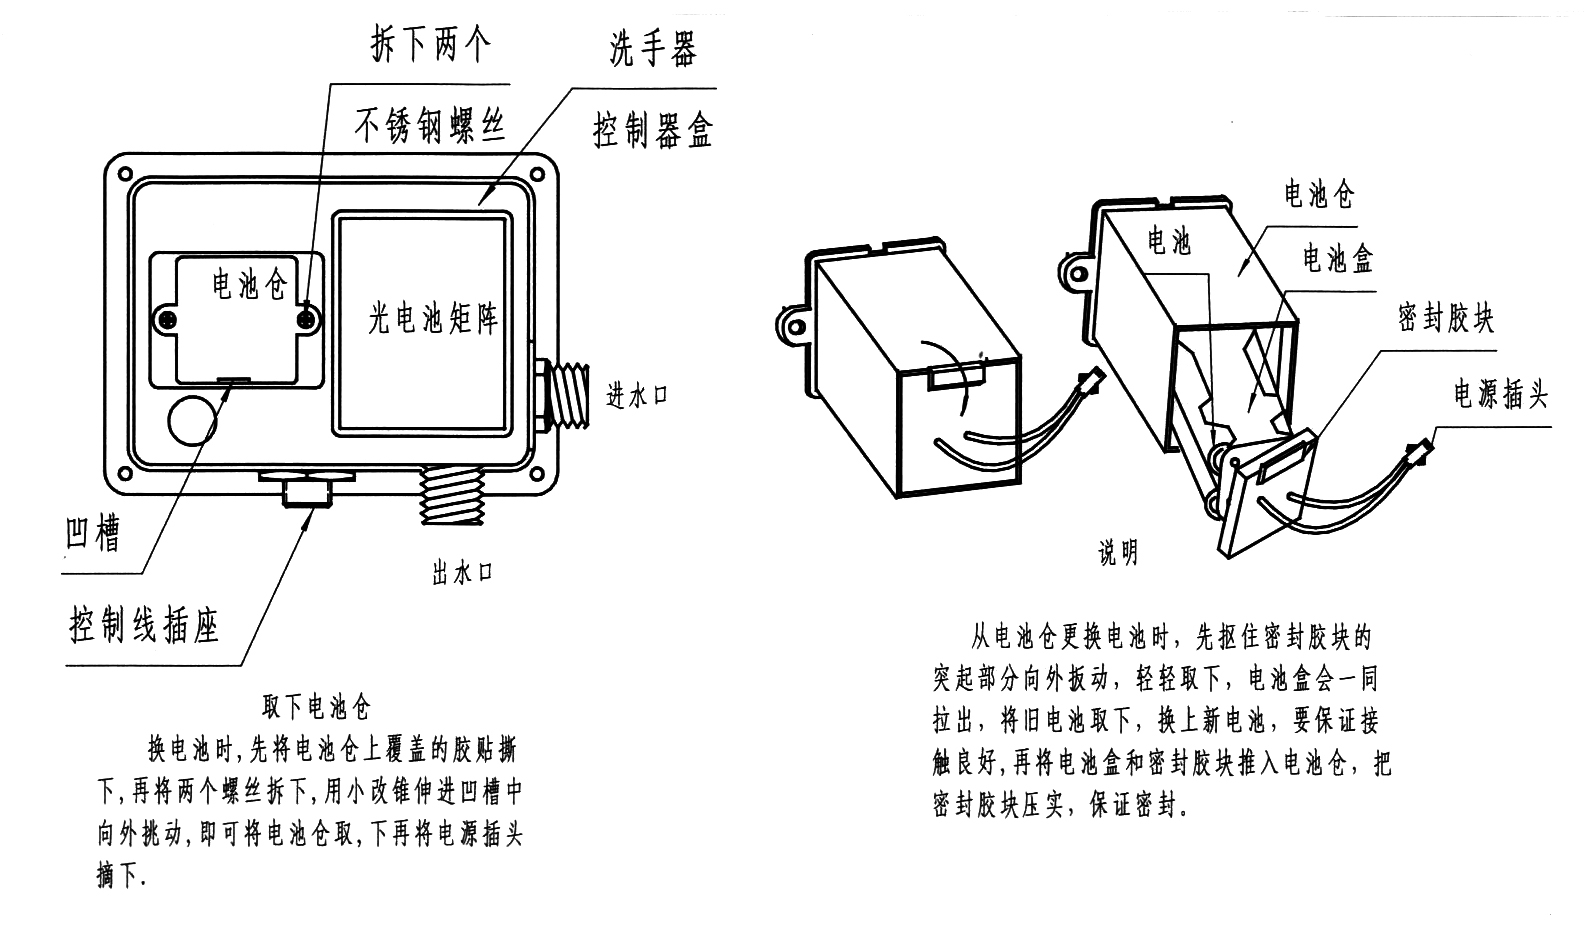 拆下两个
不锈钢螺丝
洗手器
控制器盒
电池仓
光电池矩阵
进水口
凹槽
出水口
控制线插座
取下电池仓
换电池时,先将电池仓上覆盖的胶贴撕
下,再将两个螺丝拆下,用小改锥伸进凹槽中
向外挑动,即可将电池仓取,下再将电源插头
摘下.
电池仓
电池
电池盒
密封胶块
电源插头
说明
从电池仓更换电池时，先抠住密封胶块的
突起部分向外扳动，轻轻取下，电池盒会一同
拉出，将旧电池取下，换上新电池，要保证接
触良好,再将电池盒和密封胶块推入电池仓，把
密封胶块压实，保证密封。